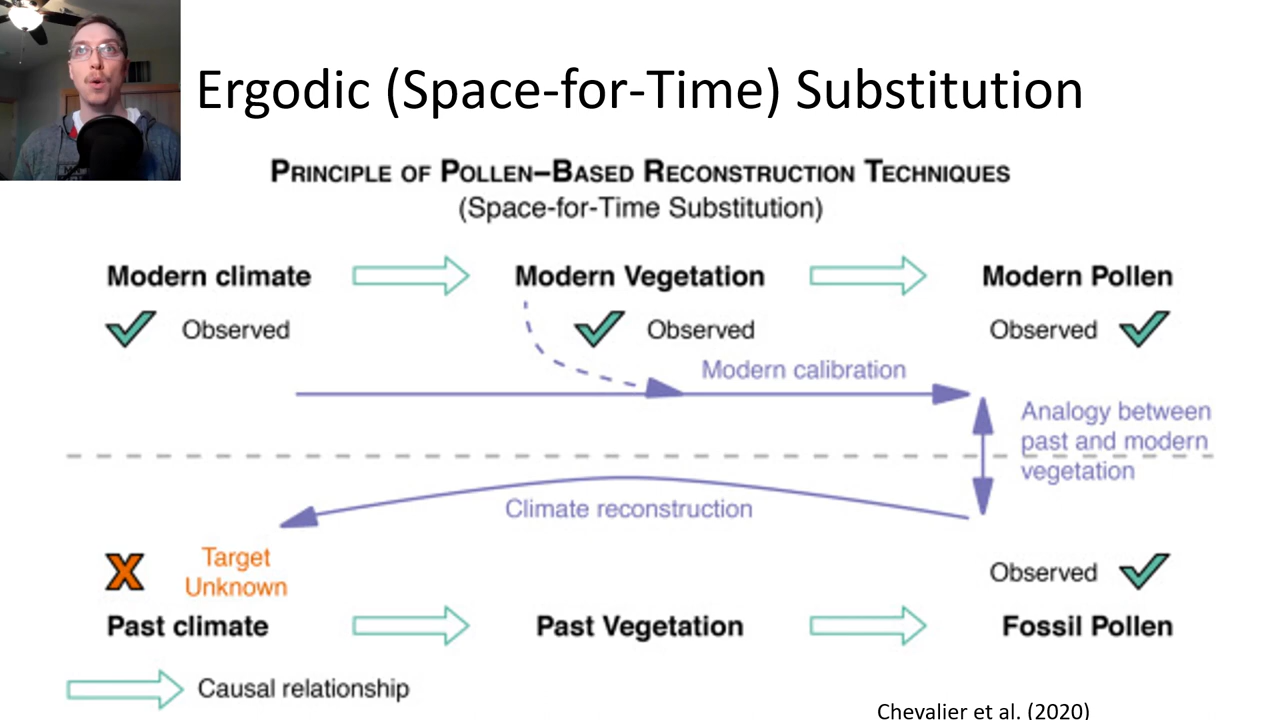 Ergodic (Space-for-Time) Substitution
PRINCIPLE OF POLLEN–BASED RECONSTRUCTION TECHNIQUES
(Space-for-Time Substitution)
Modern climate
Modern Vegetation
Modern Pollen
Observed
Observed
Observed
Modern calibration
Analogy between
past and modern
vegetation
Climate reconstruction
Target
Unknown
Observed
X
Past climate
Past Vegetation
Fossil Pollen
Causal relationship
Chevalier et al. (2020)